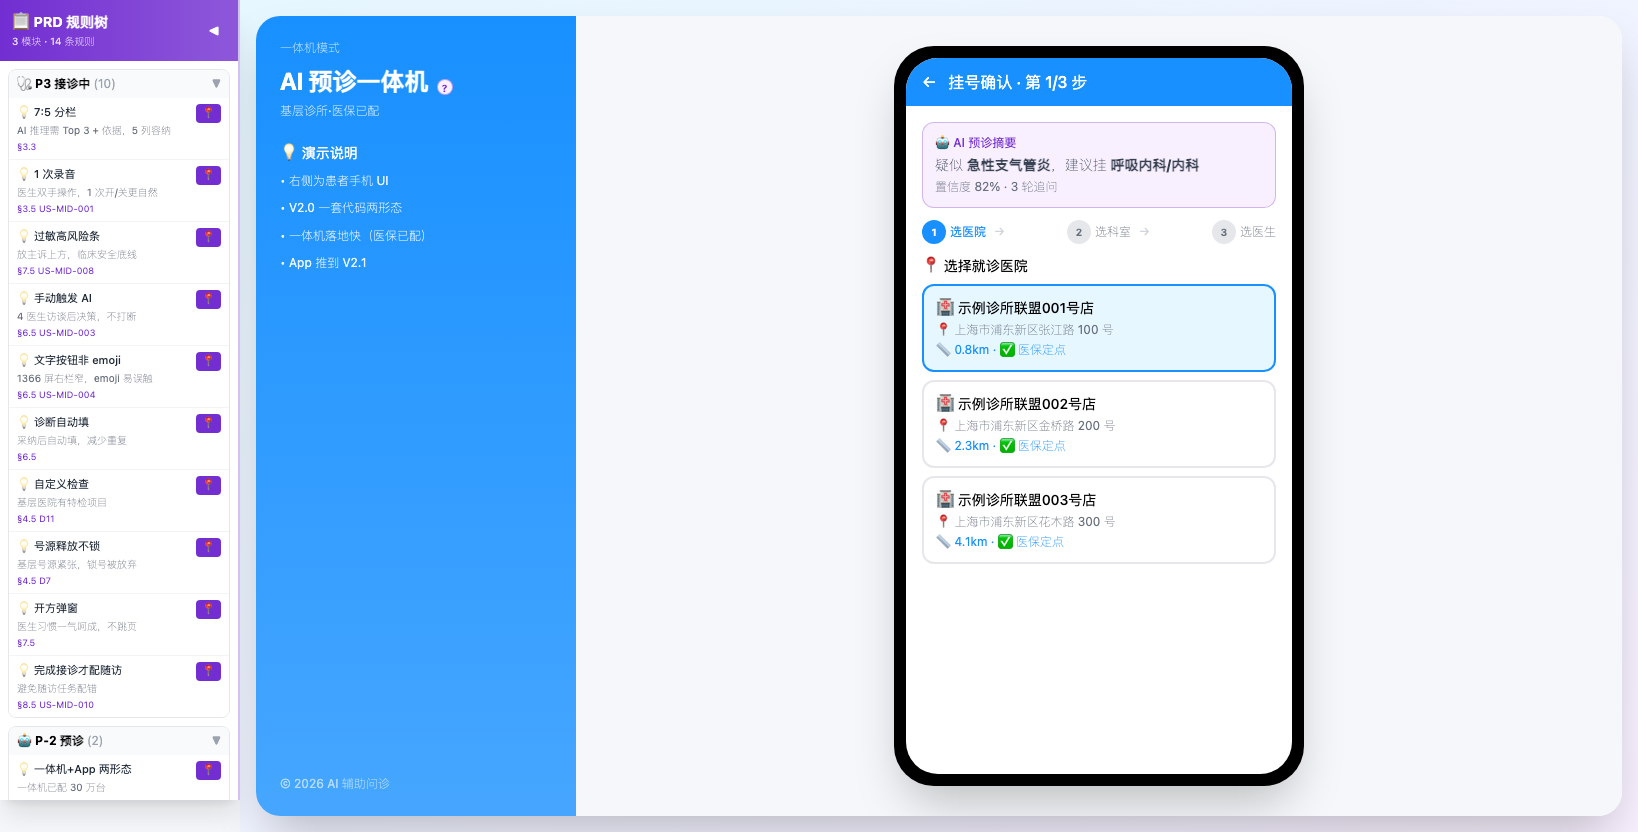 PRD 规则树
3 模块 · 14 条规则
P3 接诊中 (10)
7:5 分栏
AI 推理需 Top 3 + 依据，5 列容纳
§3.3
1 次录音
医生双手操作，1 次开/关更自然
§3.5 US-MID-001
过敏高风险条
放主诉上方，临床安全底线
§7.5 US-MID-008
手动触发 AI
4 医生访谈后决策，不打断
§6.5 US-MID-003
文字按钮非 emoji
1366 屏右栏窄，emoji 易误触
§6.5 US-MID-004
诊断自动填
采纳后自动填，减少重复
§6.5
自定义检查
基层医院有特检项目
§4.5 D11
号源释放不锁
基层号源紧张，锁号被放弃
§4.5 D7
开方弹窗
医生习惯一气呵成，不跳页
§7.5
完成接诊才配随访
避免随访任务配错
§8.5 US-MID-010
P-2 预诊 (2)
一体机+App 两形态
一体机已配 30 万台
一体机模式
AI 预诊一体机 ?
基层诊所·医保已配
演示说明
• 右侧为患者手机 UI
• V2.0 一套代码两形态
• 一体机落地快（医保已配）
• App 推到 V2.1
© 2026 AI 辅助问诊
← 挂号确认 · 第 1/3 步
AI 预诊摘要
疑似 急性支气管炎，建议挂 呼吸内科/内科
置信度 82% · 3 轮追问
1 选医院 → 2 选科室 → 3 选医生
选择就诊医院
示例诊所联盟001号店
上海市浦东新区张江路 100 号
0.8km · ✅ 医保定点
示例诊所联盟002号店
上海市浦东新区金桥路 200 号
2.3km · ✅ 医保定点
示例诊所联盟003号店
上海市浦东新区花木路 300 号
4.1km · ✅ 医保定点